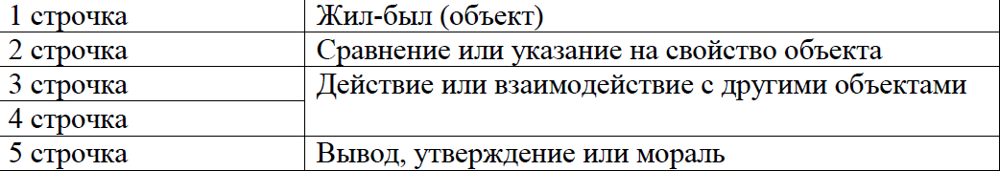 1 строчка Жил-был (объект)
2 строчка Сравнение или указание на свойство объекта
3 строчка Действие или взаимодействие с другими объектами
4 строчка
5 строчка Вывод, утверждение или мораль